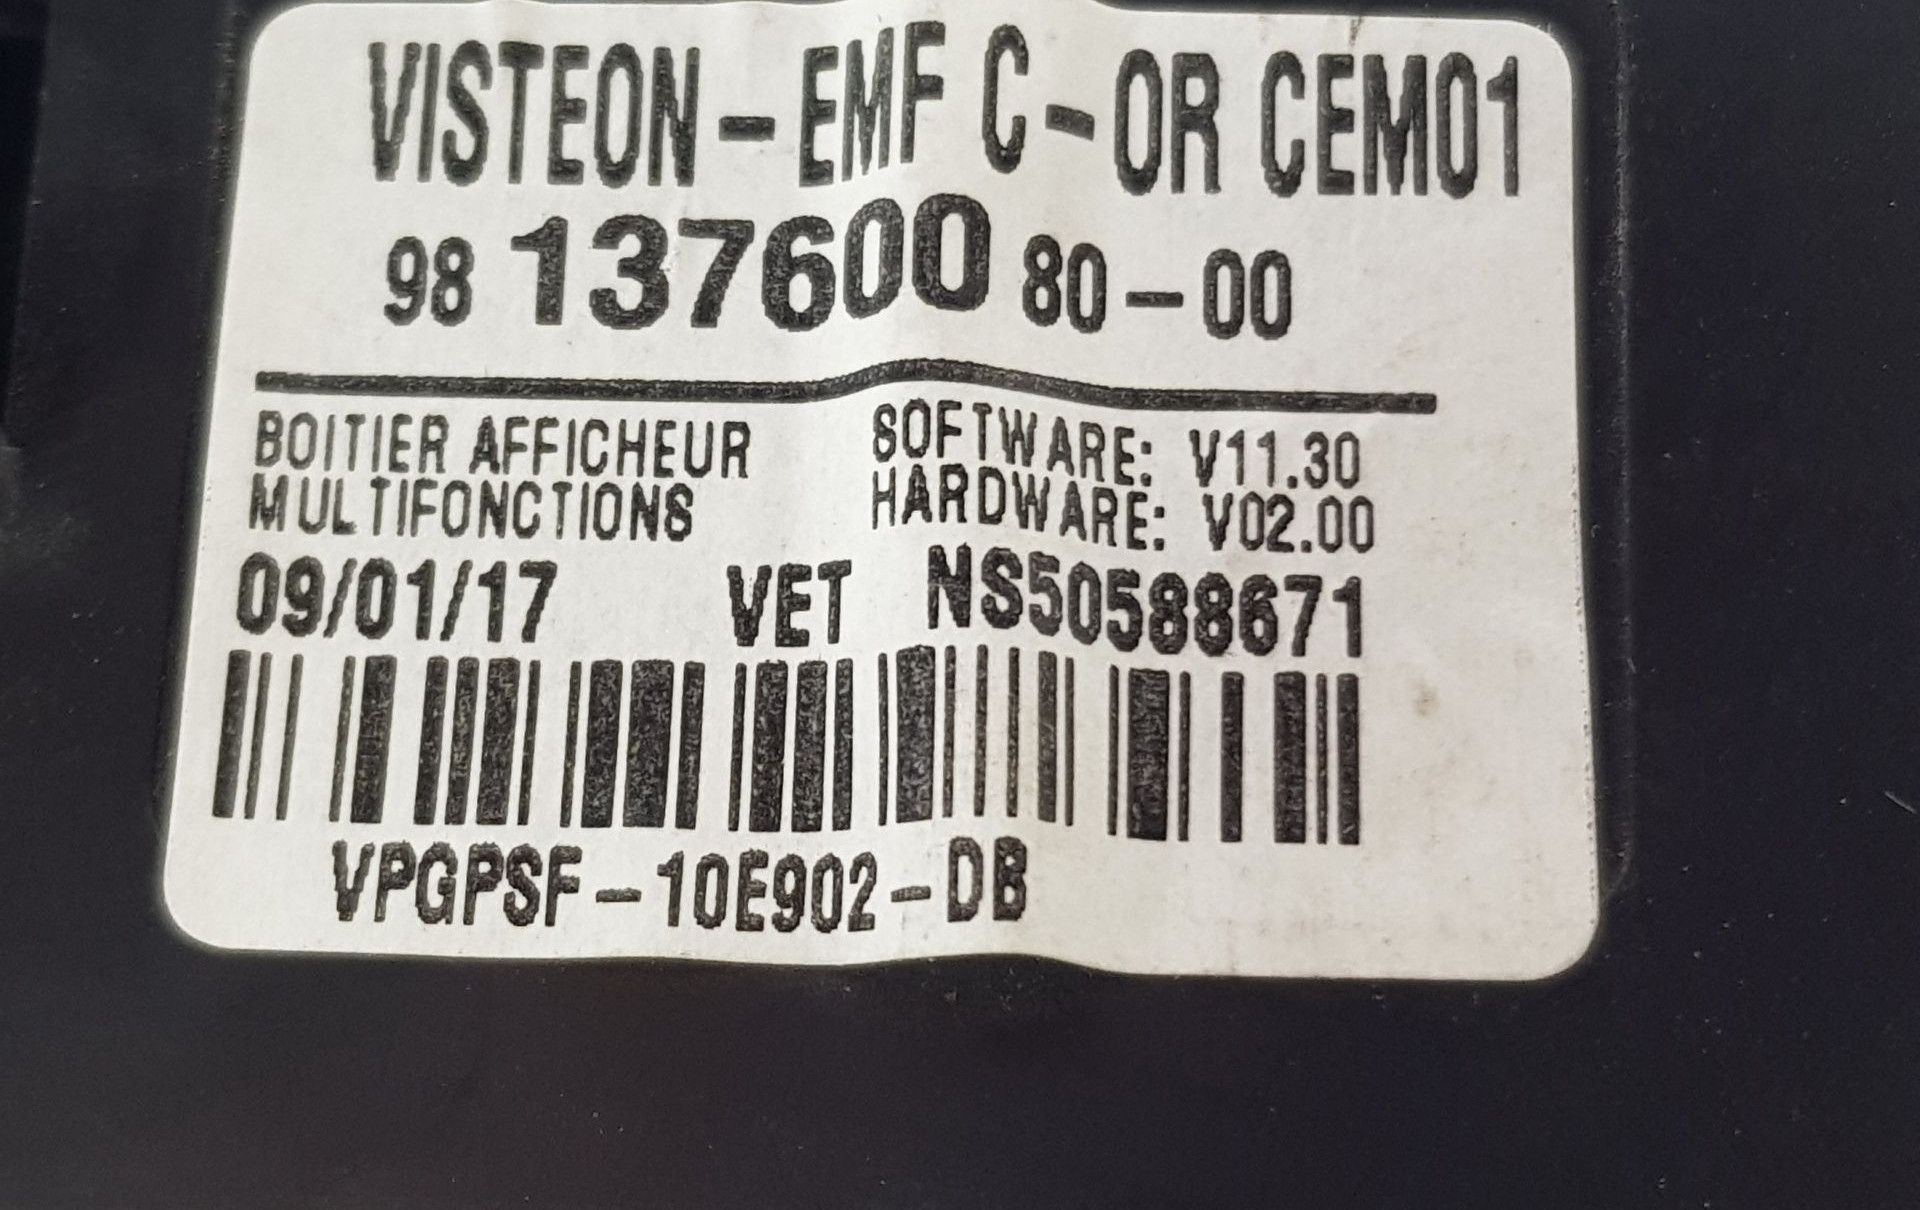 VISTEON-EMF C-OR CEM01
98 137600 80-00
BOITIER AFFICHEUR SOFTWARE: V11.30
MULTIFONCTIONS HARDWARE: V02.00
09/01/17 VET NS50588671
VPGPSF-10E902-DB